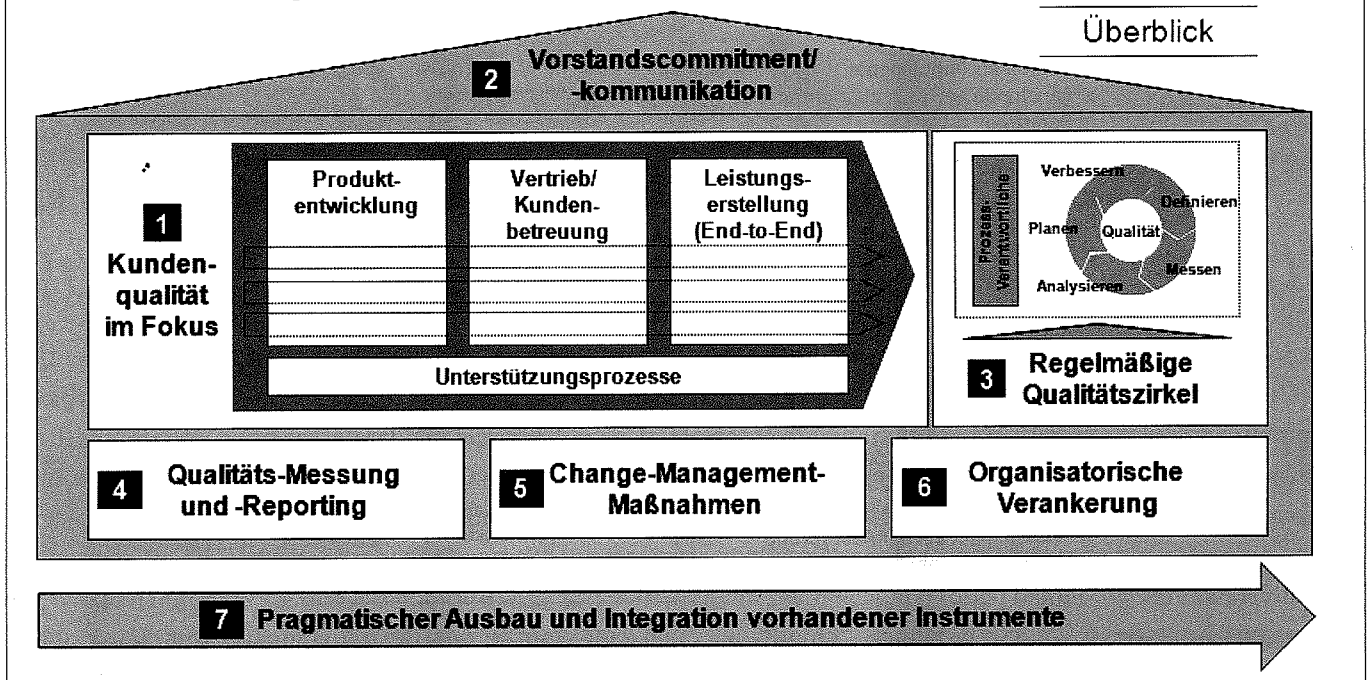 Überblick
2 Vorstandscommitment/
-kommunikation
1
Kunden-
qualität
im Fokus
Produkt-
entwicklung
Vertrieb/
Kunden-
betreuung
Leistungs-
erstellung
(End-to-End)
Unterstützungsprozesse
Prozess-
Verantwortliche
Verbessern
Definieren
Planen
Qualität
Messen
Analysieren
3 Regelmäßige
Qualitätszirkel
4 Qualitäts-Messung
und -Reporting
5 Change-Management-
Maßnahmen
6 Organisatorische
Verankerung
7 Pragmatischer Ausbau und Integration vorhandener Instrumente